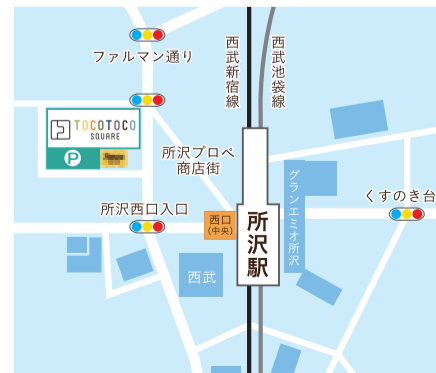 ファルマン通り
西武新宿線
西武池袋線
TOCOTOCO
SQUARE
P
所沢プロペ
商店街
グランエミオ所沢
くすのき台
所沢西口入口
西口
(中央)
所沢駅
西武